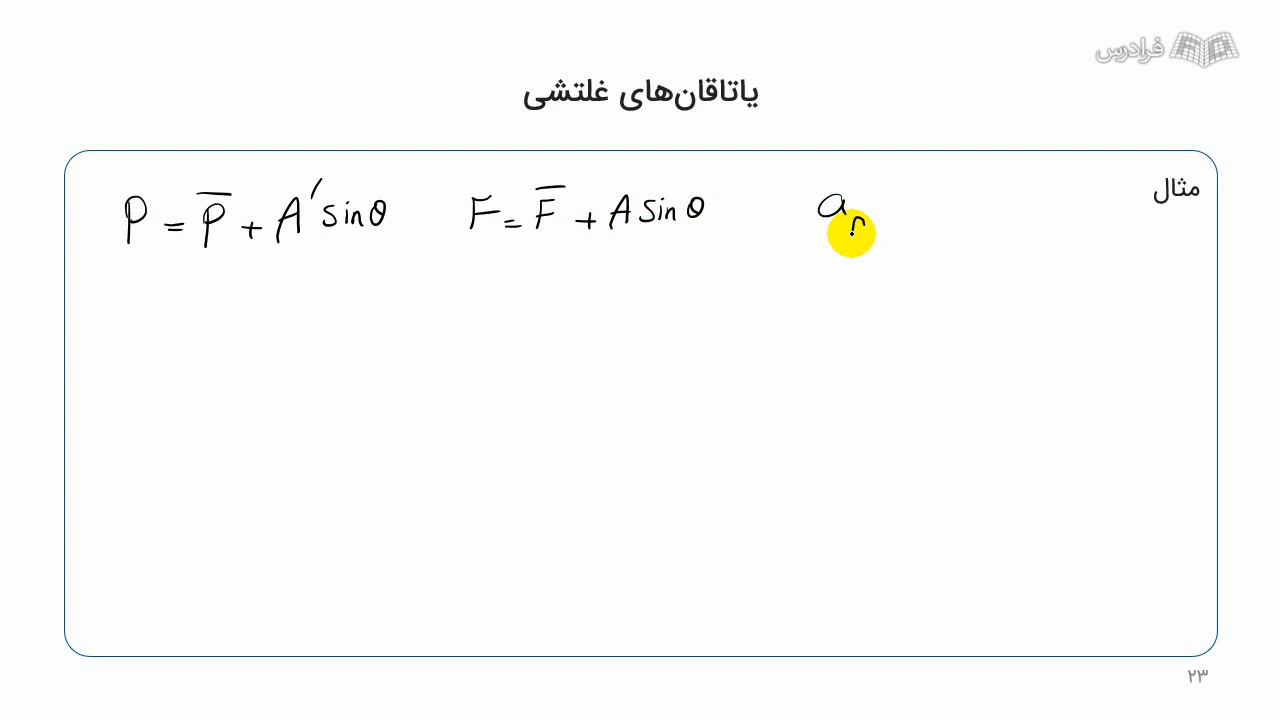 فرادرس
یاتاقان‌های غلتشی
مثال
P = P̅ + A′ sin θ F = F̅ + A sin θ a
۲۳